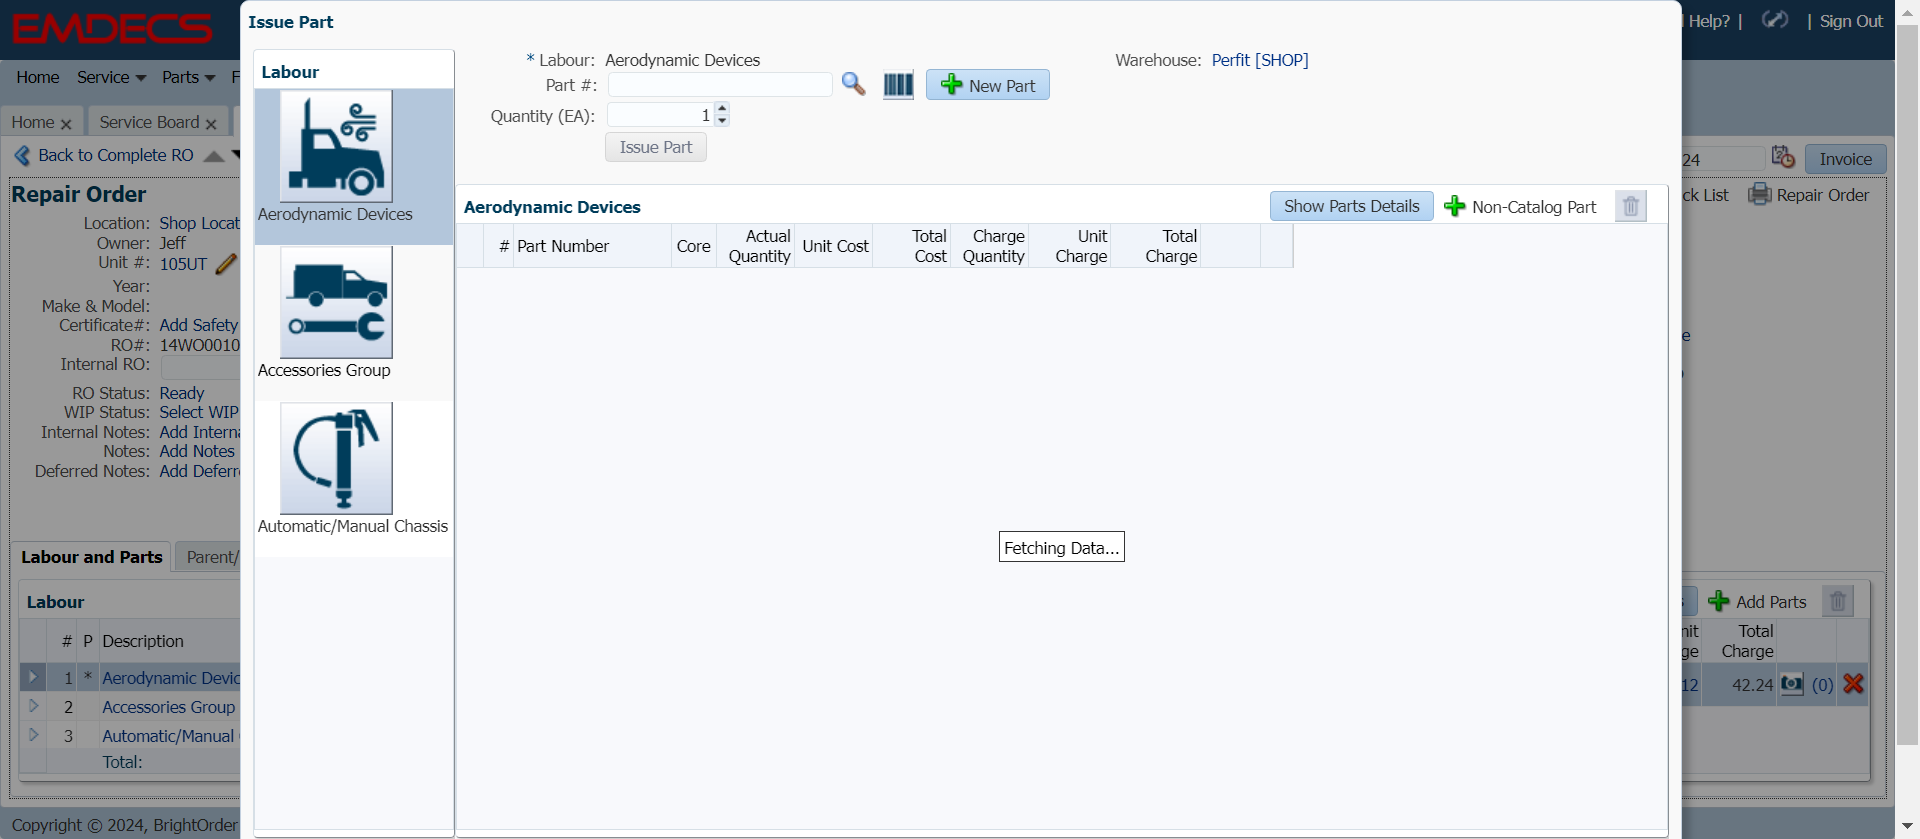 EMDECS
Help? |
| Sign Out
Home Service Parts F
Home
Service Board
Back to Complete RO
24
Invoice
Repair Order
ck List
Repair Order
Location: Shop Locat
Owner: Jeff
Unit #: 105UT
Year:
Make & Model:
Certificate#: Add Safety
RO#: 14WO0010
Internal RO:
RO Status: Ready
WIP Status: Select WIP
Internal Notes: Add Interna
Notes: Add Notes
Deferred Notes: Add Deferre
Labour and Parts
Parent/
Labour
# P Description
1 * Aerodynamic Devic
2 Accessories Group
3 Automatic/Manual
Total:
Copyright © 2024, BrightOrder
Issue Part
Labour
Aerodynamic Devices
Accessories Group
Automatic/Manual Chassis
* Labour: Aerodynamic Devices
Warehouse: Perfit [SHOP]
Part #:
New Part
Quantity (EA): 1
Issue Part
Aerodynamic Devices
Show Parts Details
Non-Catalog Part
# Part Number Core Actual Quantity Unit Cost Total Cost Charge Quantity Unit Charge Total Charge
Fetching Data...
e
s
Add Parts
nit
ge
Total
Charge
12 42.24 (0)